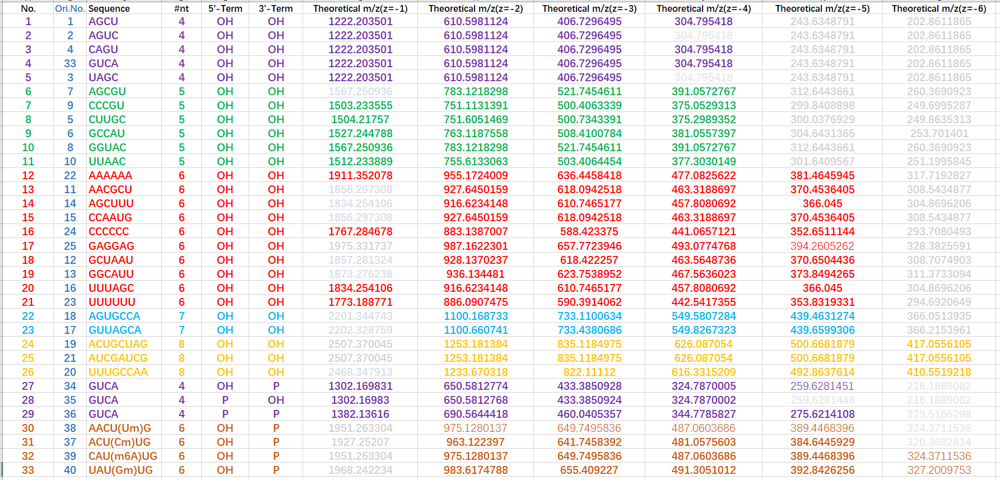 No. Ori.No. Sequence #nt 5’-Term 3’-Term Theoretical m/z(z=-1) Theoretical m/z(z=-2) Theoretical m/z(z=-3) Theoretical m/z(z=-4) Theoretical m/z(z=-5) Theoretical m/z(z=-6)
1 1 AGCU 4 OH OH 1222.203501 610.5981124 406.7296495 304.795418 243.6348791 202.8611865
2 2 AGUC 4 OH OH 1222.203501 610.5981124 406.7296495 304.795418 243.6348791 202.8611865
3 4 CAGU 4 OH OH 1222.203501 610.5981124 406.7296495 304.795418 243.6348791 202.8611865
4 33 GUCA 4 OH OH 1222.203501 610.5981124 406.7296495 304.795418 243.6348791 202.8611865
5 3 UAGC 4 OH OH 1222.203501 610.5981124 406.7296495 304.795418 243.6348791 202.8611865
6 7 AGCGU 5 OH OH 1567.250936 783.1218298 521.7454611 391.0572767 312.6443661 260.3690923
7 9 CCCGU 5 OH OH 1503.233555 751.1131391 500.4063339 375.0529313 299.8408898 249.6995287
8 5 CUUGC 5 OH OH 1504.21757 751.6051469 500.7343391 375.2989352 300.0376929 249.8635313
9 6 GCCAU 5 OH OH 1527.244788 763.1187558 508.4100784 381.0557397 304.6431365 253.701401
10 8 GGUAC 5 OH OH 1567.250936 783.1218298 521.7454611 391.0572767 312.6443661 260.3690923
11 10 UUAAC 5 OH OH 1512.233889 755.6133063 503.4064454 377.3030149 301.6409567 251.1995845
12 22 AAAAAA 6 OH OH 1911.352078 955.1724009 636.4458418 477.0825622 381.4645945 317.7192827
13 11 AACGCU 6 OH OH 1856.297308 927.6450159 618.0942518 463.3188697 370.4536405 308.5434877
14 14 AGCUUU 6 OH OH 1834.254106 916.6234148 610.7465177 457.8080692 366.045 304.8696206
15 15 CCAAUG 6 OH OH 1856.297308 927.6450159 618.0942518 463.3188697 370.4536405 308.5434877
16 24 CCCCCC 6 OH OH 1767.284678 883.1387007 588.423375 441.0657121 352.6511144 293.7080493
17 25 GAGGAG 6 OH OH 1975.331737 987.1622301 657.7723946 493.0774768 394.2605262 328.3825591
18 12 GCUAAU 6 OH OH 1857.281324 928.1370237 618.422257 463.5648736 370.6504436 308.7074903
19 13 GGCAUU 6 OH OH 1873.276238 936.134481 623.7538952 467.5636023 373.8494265 311.3733094
20 16 UUUAGC 6 OH OH 1834.254106 916.6234148 610.7465177 457.8080692 366.045 304.8696206
21 23 UUUUUU 6 OH OH 1773.188771 886.0907475 590.3914062 442.5417355 353.8319331 294.6920649
22 18 AGUGCCA 7 OH OH 2201.344743 1100.168733 733.1100634 549.5807284 439.4631274 366.0513935
23 17 GUUAGCA 7 OH OH 2202.328759 1100.660741 733.4380686 549.8267323 439.6599306 366.2153961
24 19 ACUGCUAG 8 OH OH 2507.370045 1253.181384 835.1184975 626.087054 500.6681879 417.0556105
25 21 AUCGAUCG 8 OH OH 2507.370045 1253.181384 835.1184975 626.087054 500.6681879 417.0556105
26 20 UUUGCCAA 8 OH OH 2468.347913 1233.670318 822.11112 616.3315209 492.8637614 410.5519218
27 34 GUCA 4 OH P 1302.169831 650.5812774 433.3850928 324.7870005 259.6281451 216.1889082
28 35 GUCA 4 P OH 1302.16983 650.5812768 433.3850924 324.7870002 259.6281448 216.1889082
29 36 GUCA 4 P P 1382.13616 690.5644418 460.0405357 344.7785827 275.6214108 229.5166298
30 38 AACU(Um)G 6 OH P 1951.263304 975.1280137 649.7495836 487.0603686 389.4468396 324.3711536
31 37 ACU(Cm)UG 6 OH P 1927.25207 963.122397 641.7458392 481.0575603 384.6445929 320.3692814
32 39 CAU(m6A)UG 6 OH P 1951.263304 975.1280137 649.7495836 487.0603686 389.4468396 324.3711536
33 40 UAU(Gm)UG 6 OH P 1968.242234 983.6174788 655.409227 491.3051012 392.8426256 327.2009753